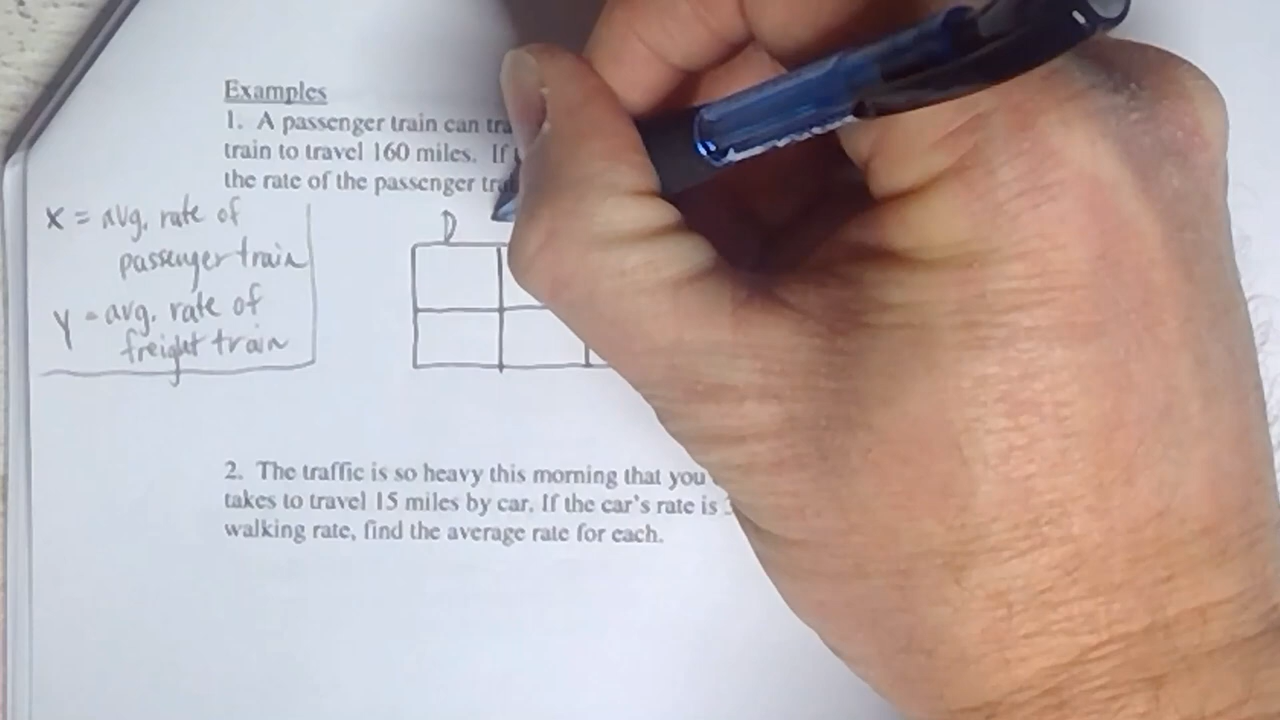 Examples
1. A passenger train can
train to travel 160 miles. If
the rate of the passenger
x = avg. rate of
passenger train
y = avg. rate of
freight train
D
2. The traffic is so heavy this morning that you
takes to travel 15 miles by car. If the car's rate is
walking rate, find the average rate for each.